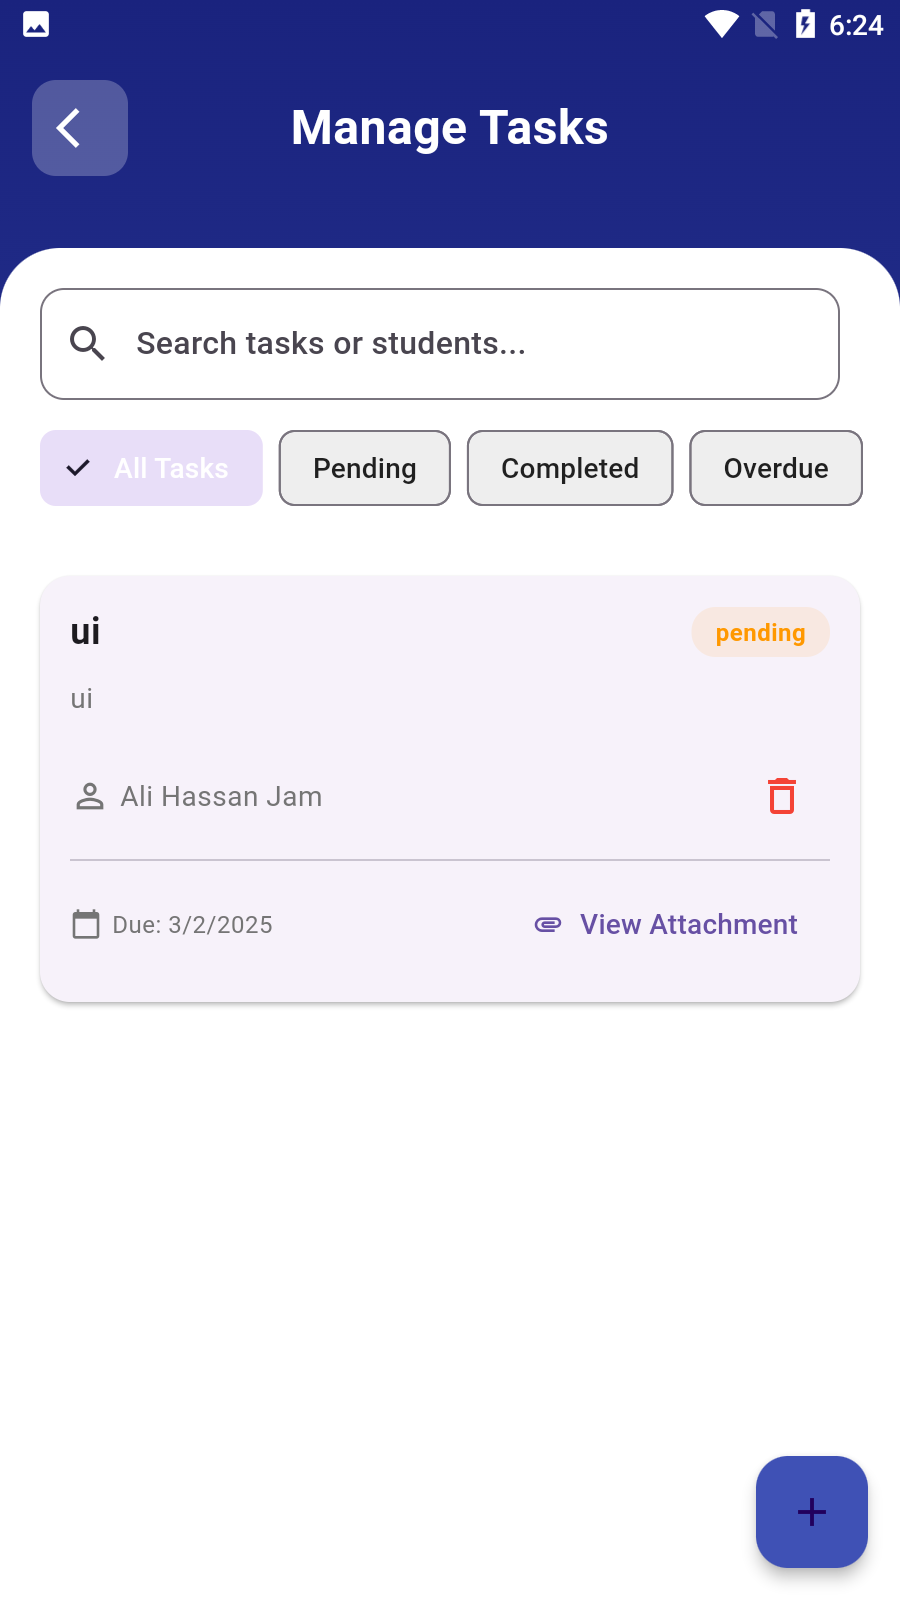 6:24
Manage Tasks
Search tasks or students...
All Tasks Pending Completed Overdue
ui pending
ui
Ali Hassan Jam
Due: 3/2/2025 View Attachment